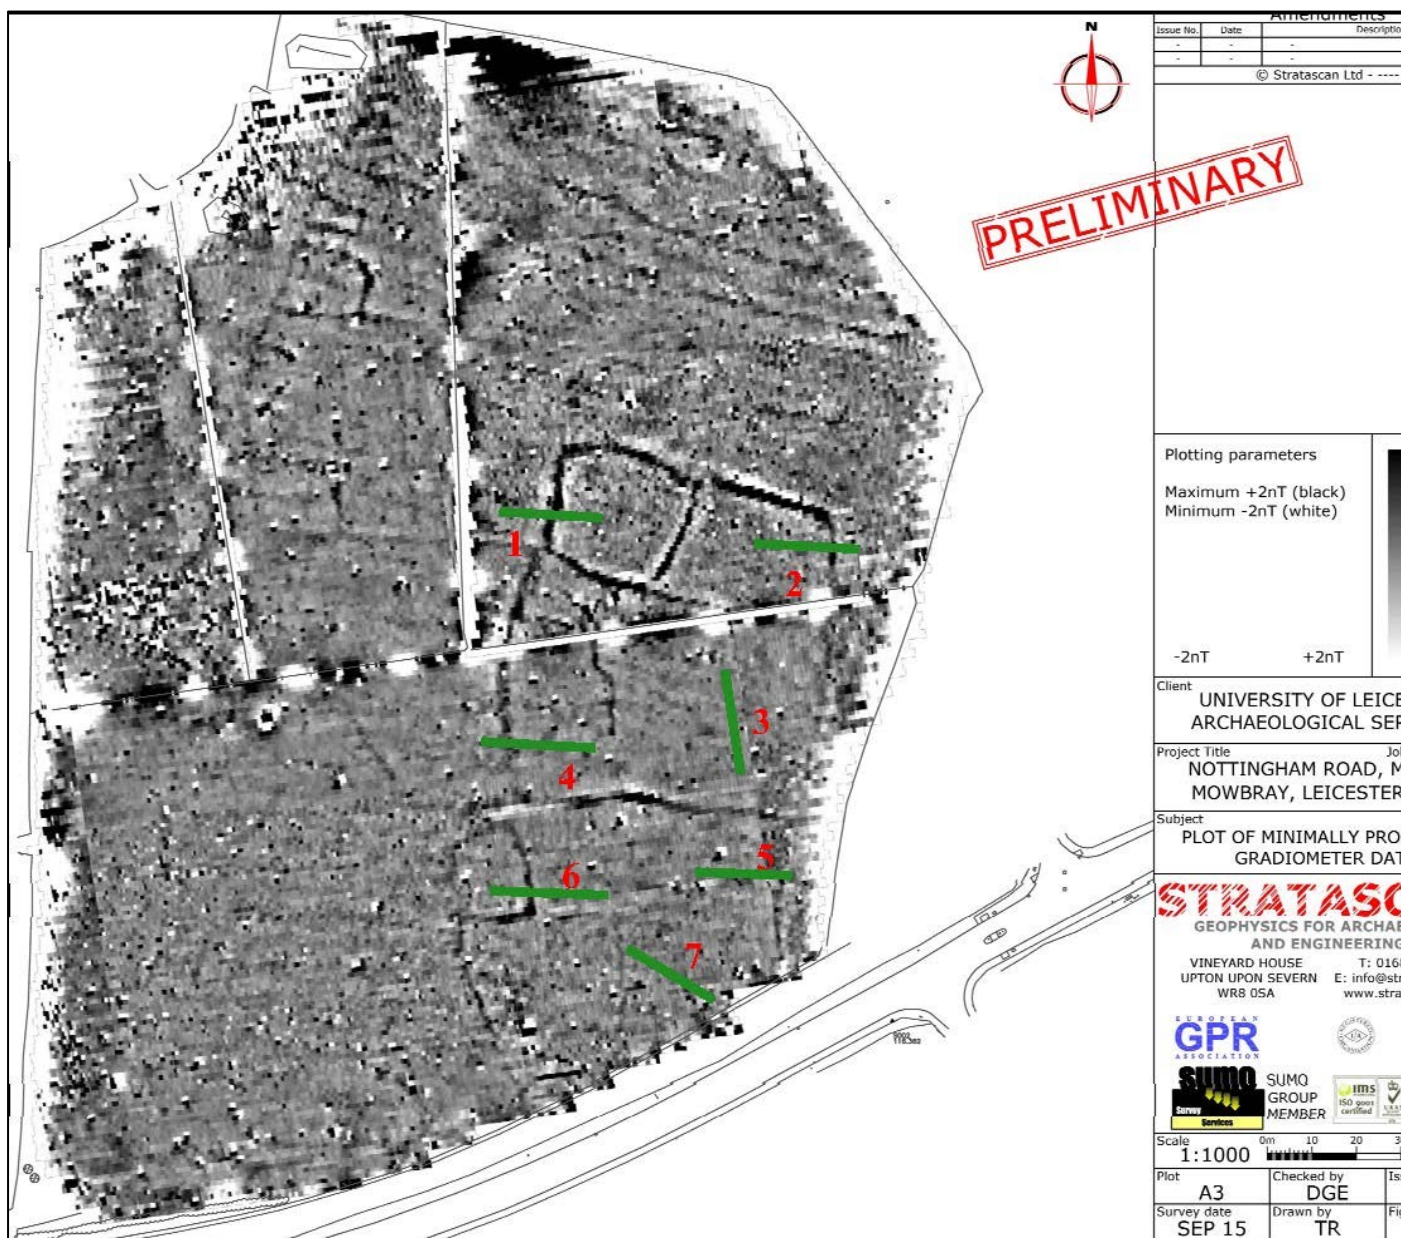 Amendments
Issue No. Date Descriptio
- - -
- - -
© Stratascan Ltd - ----
N
PRELIMINARY
Plotting parameters
Maximum +2nT (black)
Minimum -2nT (white)
-2nT +2nT
1
2
3
4
5
6
7
Client
UNIVERSITY OF LEICE
ARCHAEOLOGICAL SER
Project Title Jo
NOTTINGHAM ROAD, M
MOWBRAY, LEICESTER
Subject
PLOT OF MINIMALLY PRO
GRADIOMETER DAT
STRATASC
GEOPHYSICS FOR ARCHAE
AND ENGINEERING
VINEYARD HOUSE T: 016
UPTON UPON SEVERN E: info@str
WR8 0SA www.stra
EUROPEAN
GPR
ASSOCIATION
SUMO
Survey
Services
SUMO
GROUP
MEMBER
ims
ISO 9001
certified
Scale
1:1000
0m 10 20 3
Plot
A3
Checked by
DGE
Is
Survey date
SEP 15
Drawn by
TR
Fi